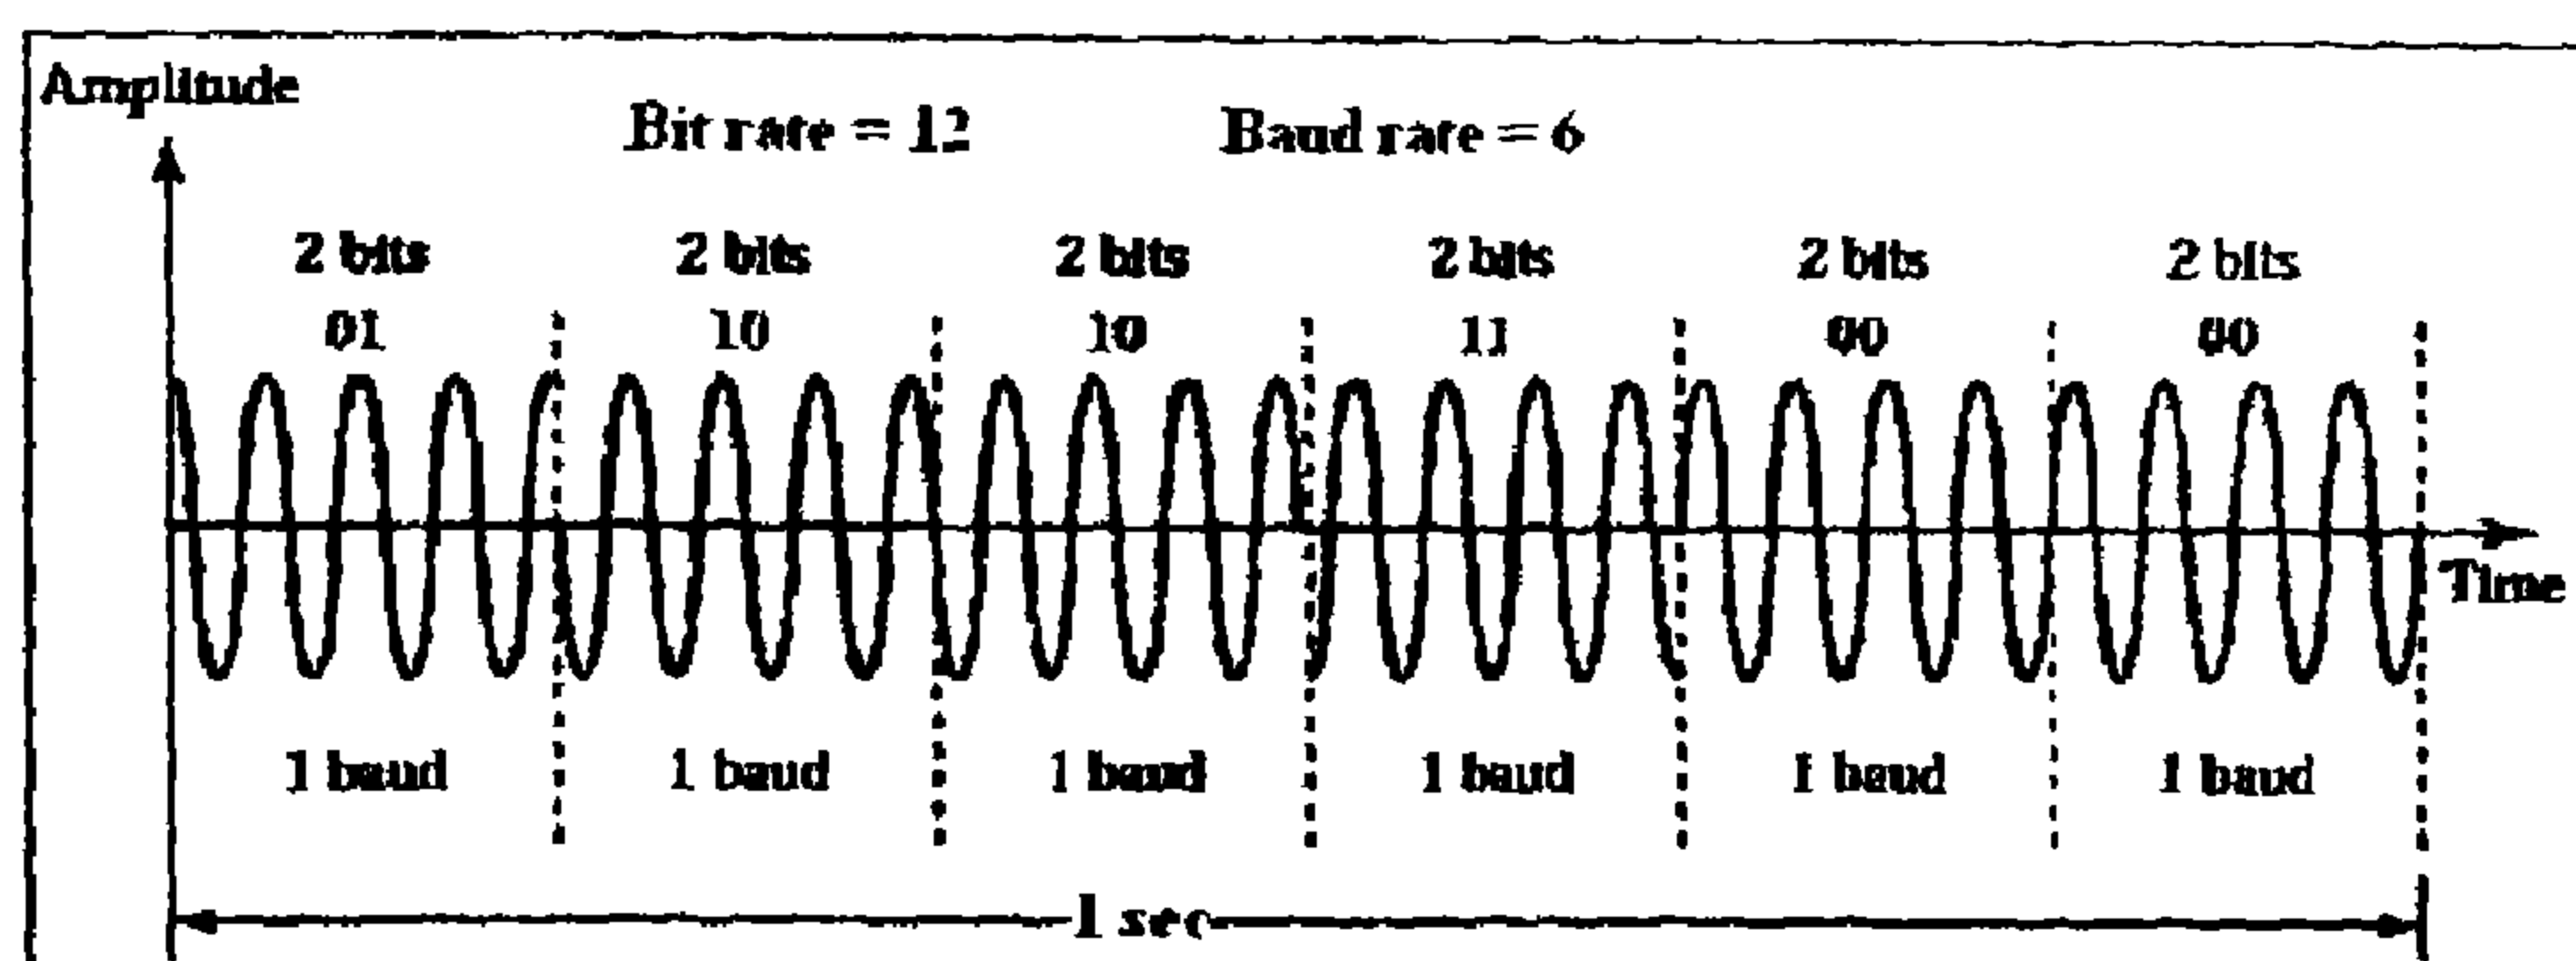 Amplitude
Bit rate = 12 Baud rate = 6
2 bits 2 bits 2 bits 2 bits 2 bits 2 bits
01 10 10 11 00 00
Time
1 baud 1 baud 1 baud 1 baud 1 baud 1 baud
1 sec